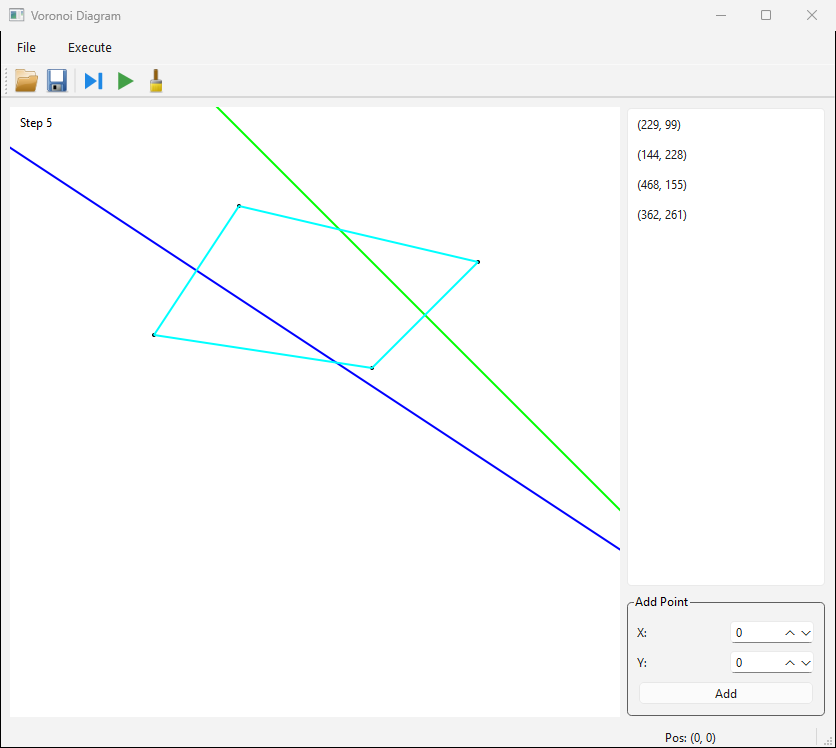 Voronoi Diagram
File Execute
Step 5
(229, 99)
(144, 228)
(468, 155)
(362, 261)
Add Point
X: 0
Y: 0
Add
Pos: (0, 0)